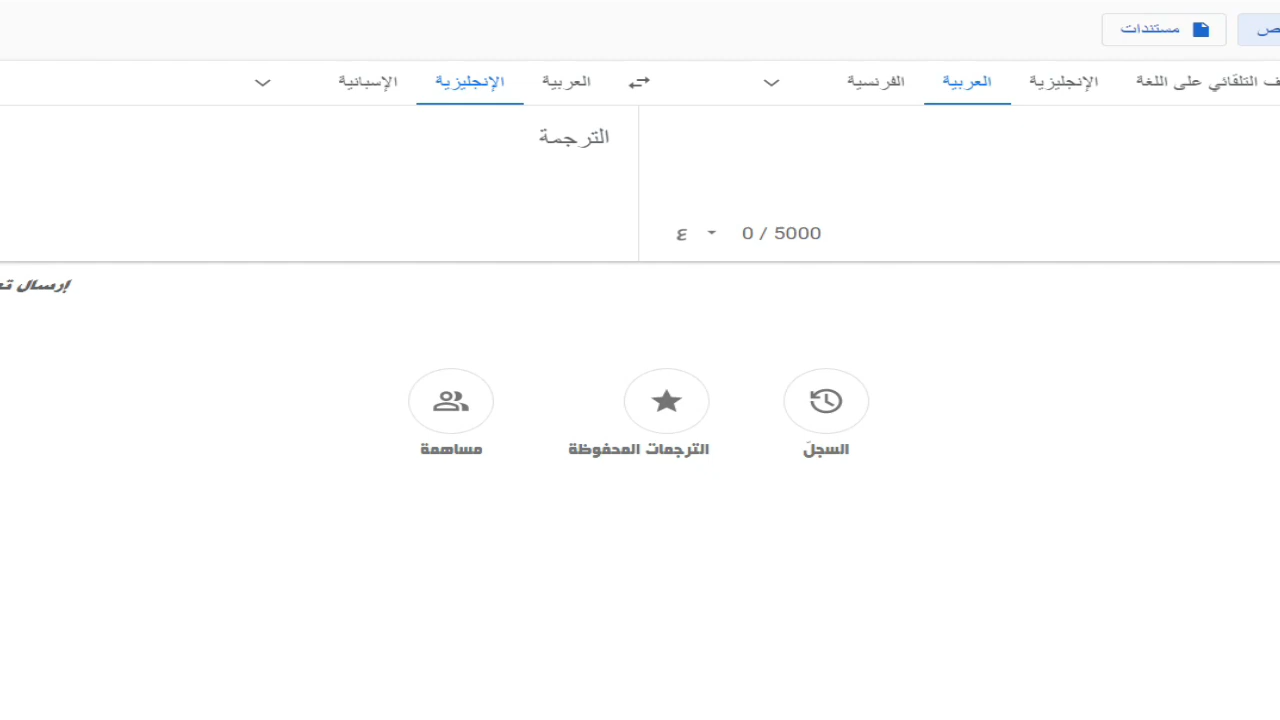 مستندات
التلقائي على اللغة الإنجليزية العربية الفرنسية العربية الإنجليزية الإسبانية
الترجمة
0 / 5000
إرسال
السجلّ الترجمات المحفوظة مساهمة